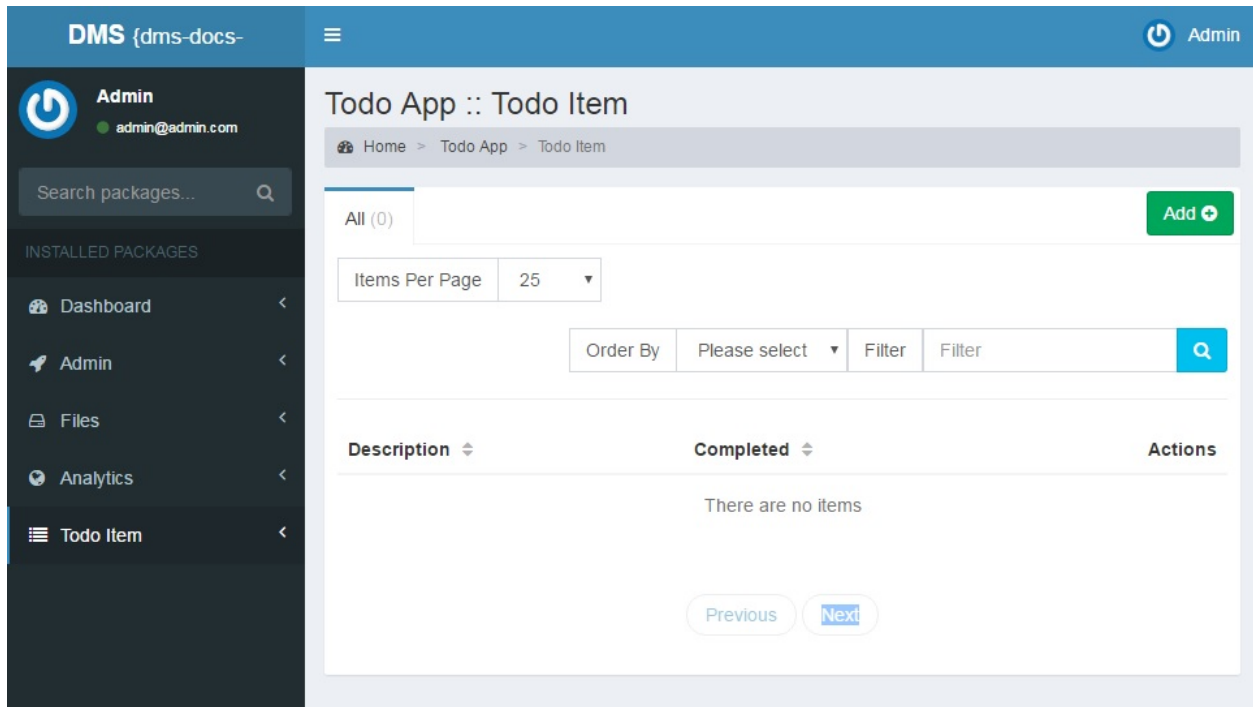 DMS {dms-docs-
Admin
Admin
admin@admin.com
Search packages...
INSTALLED PACKAGES
Dashboard
Admin
Files
Analytics
Todo Item
Todo App :: Todo Item
Home > Todo App > Todo Item
All (0)
Add
Items Per Page 25
Order By Please select Filter Filter
Description Completed Actions
There are no items
Previous Next